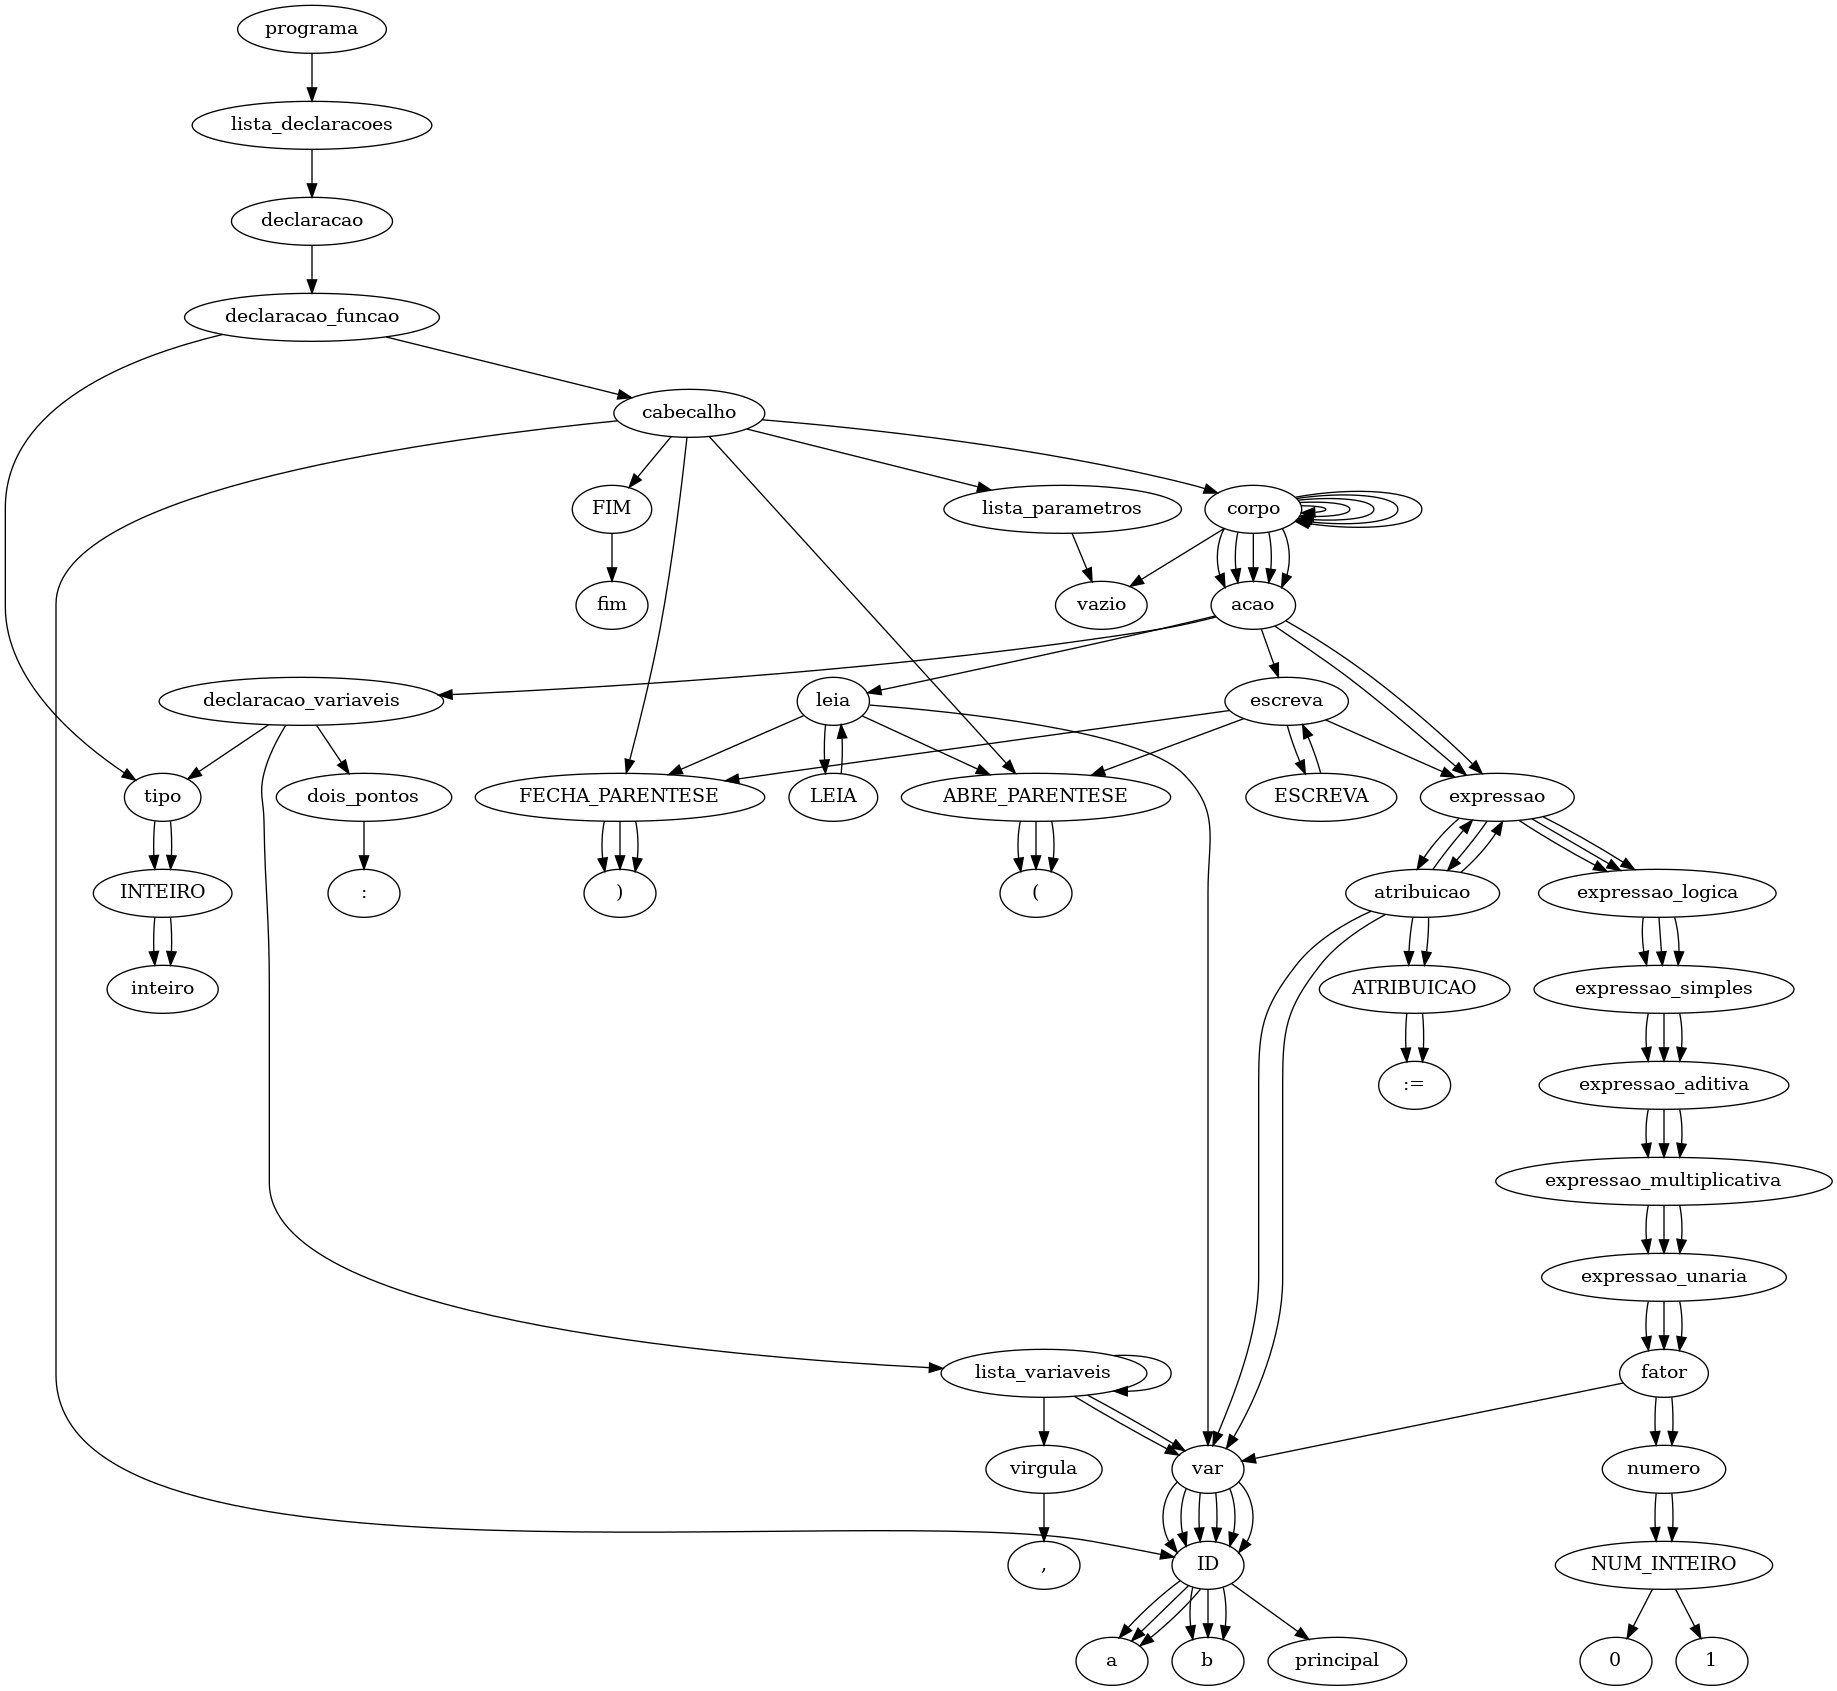 programa
lista_declaracoes
declaracao
declaracao_funcao
cabecalho
FIM
lista_parametros
corpo
fim
vazio
acao
declaracao_variaveis
leia
escreva
tipo
dois_pontos
FECHA_PARENTESE
LEIA
ABRE_PARENTESE
ESCREVA
expressao
INTEIRO
:
)
(
atribuicao
expressao_logica
inteiro
ATRIBUICAO
expressao_simples
:=
expressao_aditiva
expressao_multiplicativa
expressao_unaria
lista_variaveis
fator
virgula
var
numero
,
ID
NUM_INTEIRO
a
b
principal
0
1